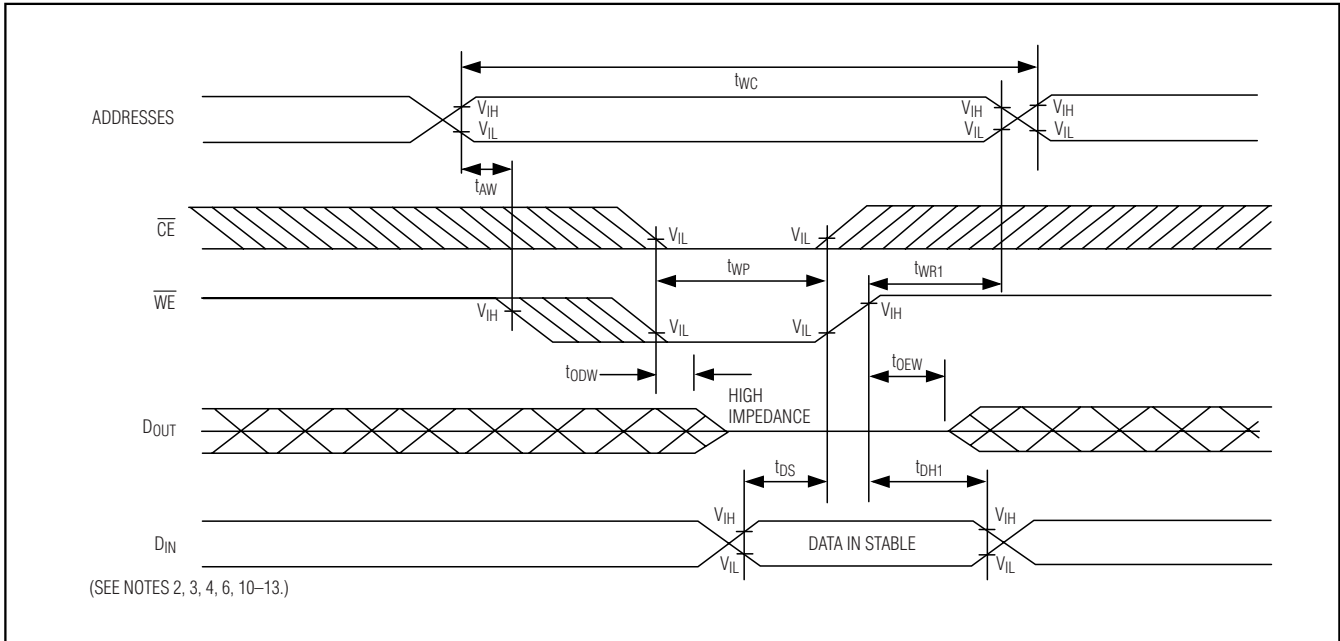 tWC
ADDRESSES
VIH
VIL
VIH
VIL
VIH
VIL
tAW
CE
VIL
VIL
tWP
tWR1
WE
VIH
VIL
VIL
VIH
tODW
tOEW
HIGH
IMPEDANCE
DOUT
tDS
tDH1
VIH
VIH
DIN
DATA IN STABLE
VIL
VIL
(SEE NOTES 2, 3, 4, 6, 10–13.)